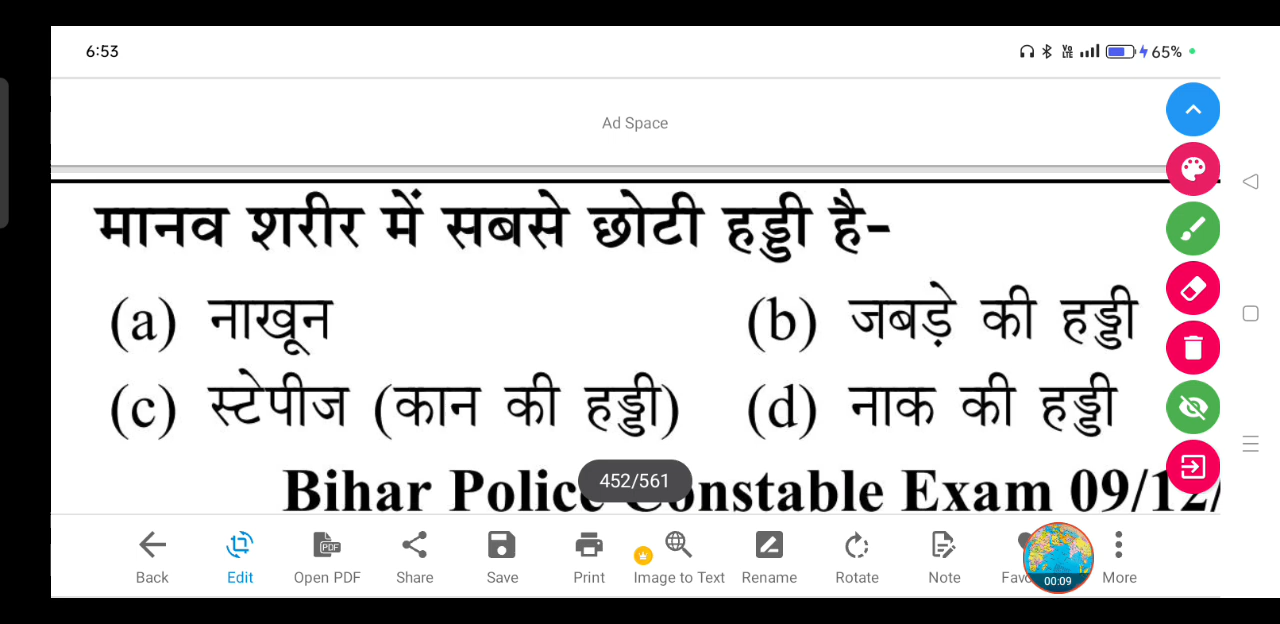 6:53 65%
Ad Space
मानव शरीर में सबसे छोटी हड्डी है-
(a) नाखून (b) जबड़े की हड्डी
(c) स्टेपीज (कान की हड्डी) (d) नाक की हड्डी
Bihar Police Constable Exam 09/12/
452/561
Back Edit Open PDF Share Save Print Image to Text Rename Rotate Note More
PDF
00:09